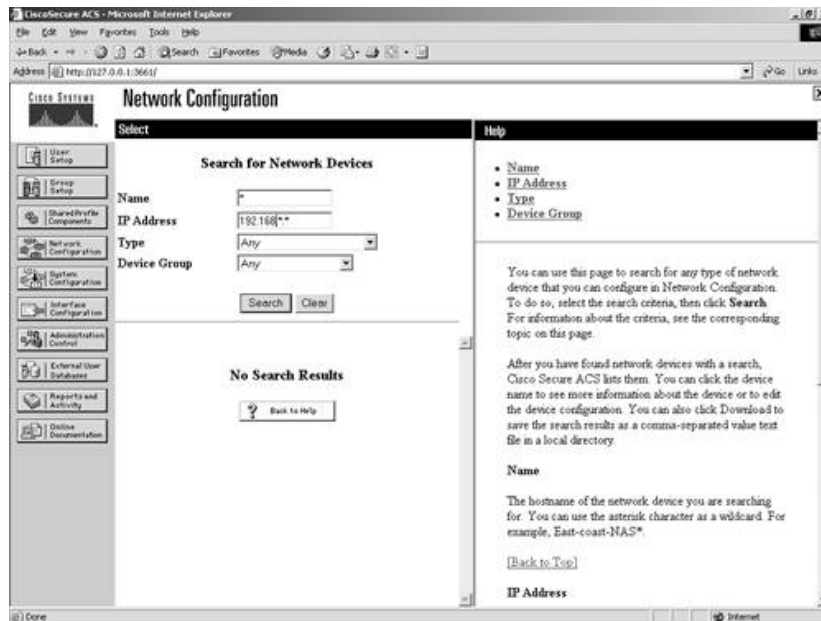 CiscoSecure ACS - Microsoft Internet Explorer
File Edit View Favorites Tools Help
Back Search Favorites Media
Address http://127.0.0.1:3661/ Go Links
Cisco Systems
Network Configuration
Select
Search for Network Devices
Name *
IP Address 192.168*.*
Type Any
Device Group Any
Search Clear
No Search Results
Back to Help
User Setup
Group Setup
Shared Profile Components
Network Configuration
System Configuration
Interface Configuration
Administration Control
External User Databases
Reports and Activity
Online Documentation
Help
Name
IP Address
Type
Device Group
You can use this page to search for any type of network
device that you can configure in Network Configuration.
To do so, select the search criteria, then click Search
For information about the criteria, see the corresponding
topic on this page.
After you have found network devices with a search,
Cisco Secure ACS lists them. You can click the device
name to see more information about the device or to edit
the device configuration. You can also click Download to
save the search results as a comma-separated value text
file in a local directory.
Name
The hostname of the network device you are searching
for. You can use the asterisk character as a wildcard. For
example, East-coast-NAS*.
[Back to Top]
IP Address
Done
Internet